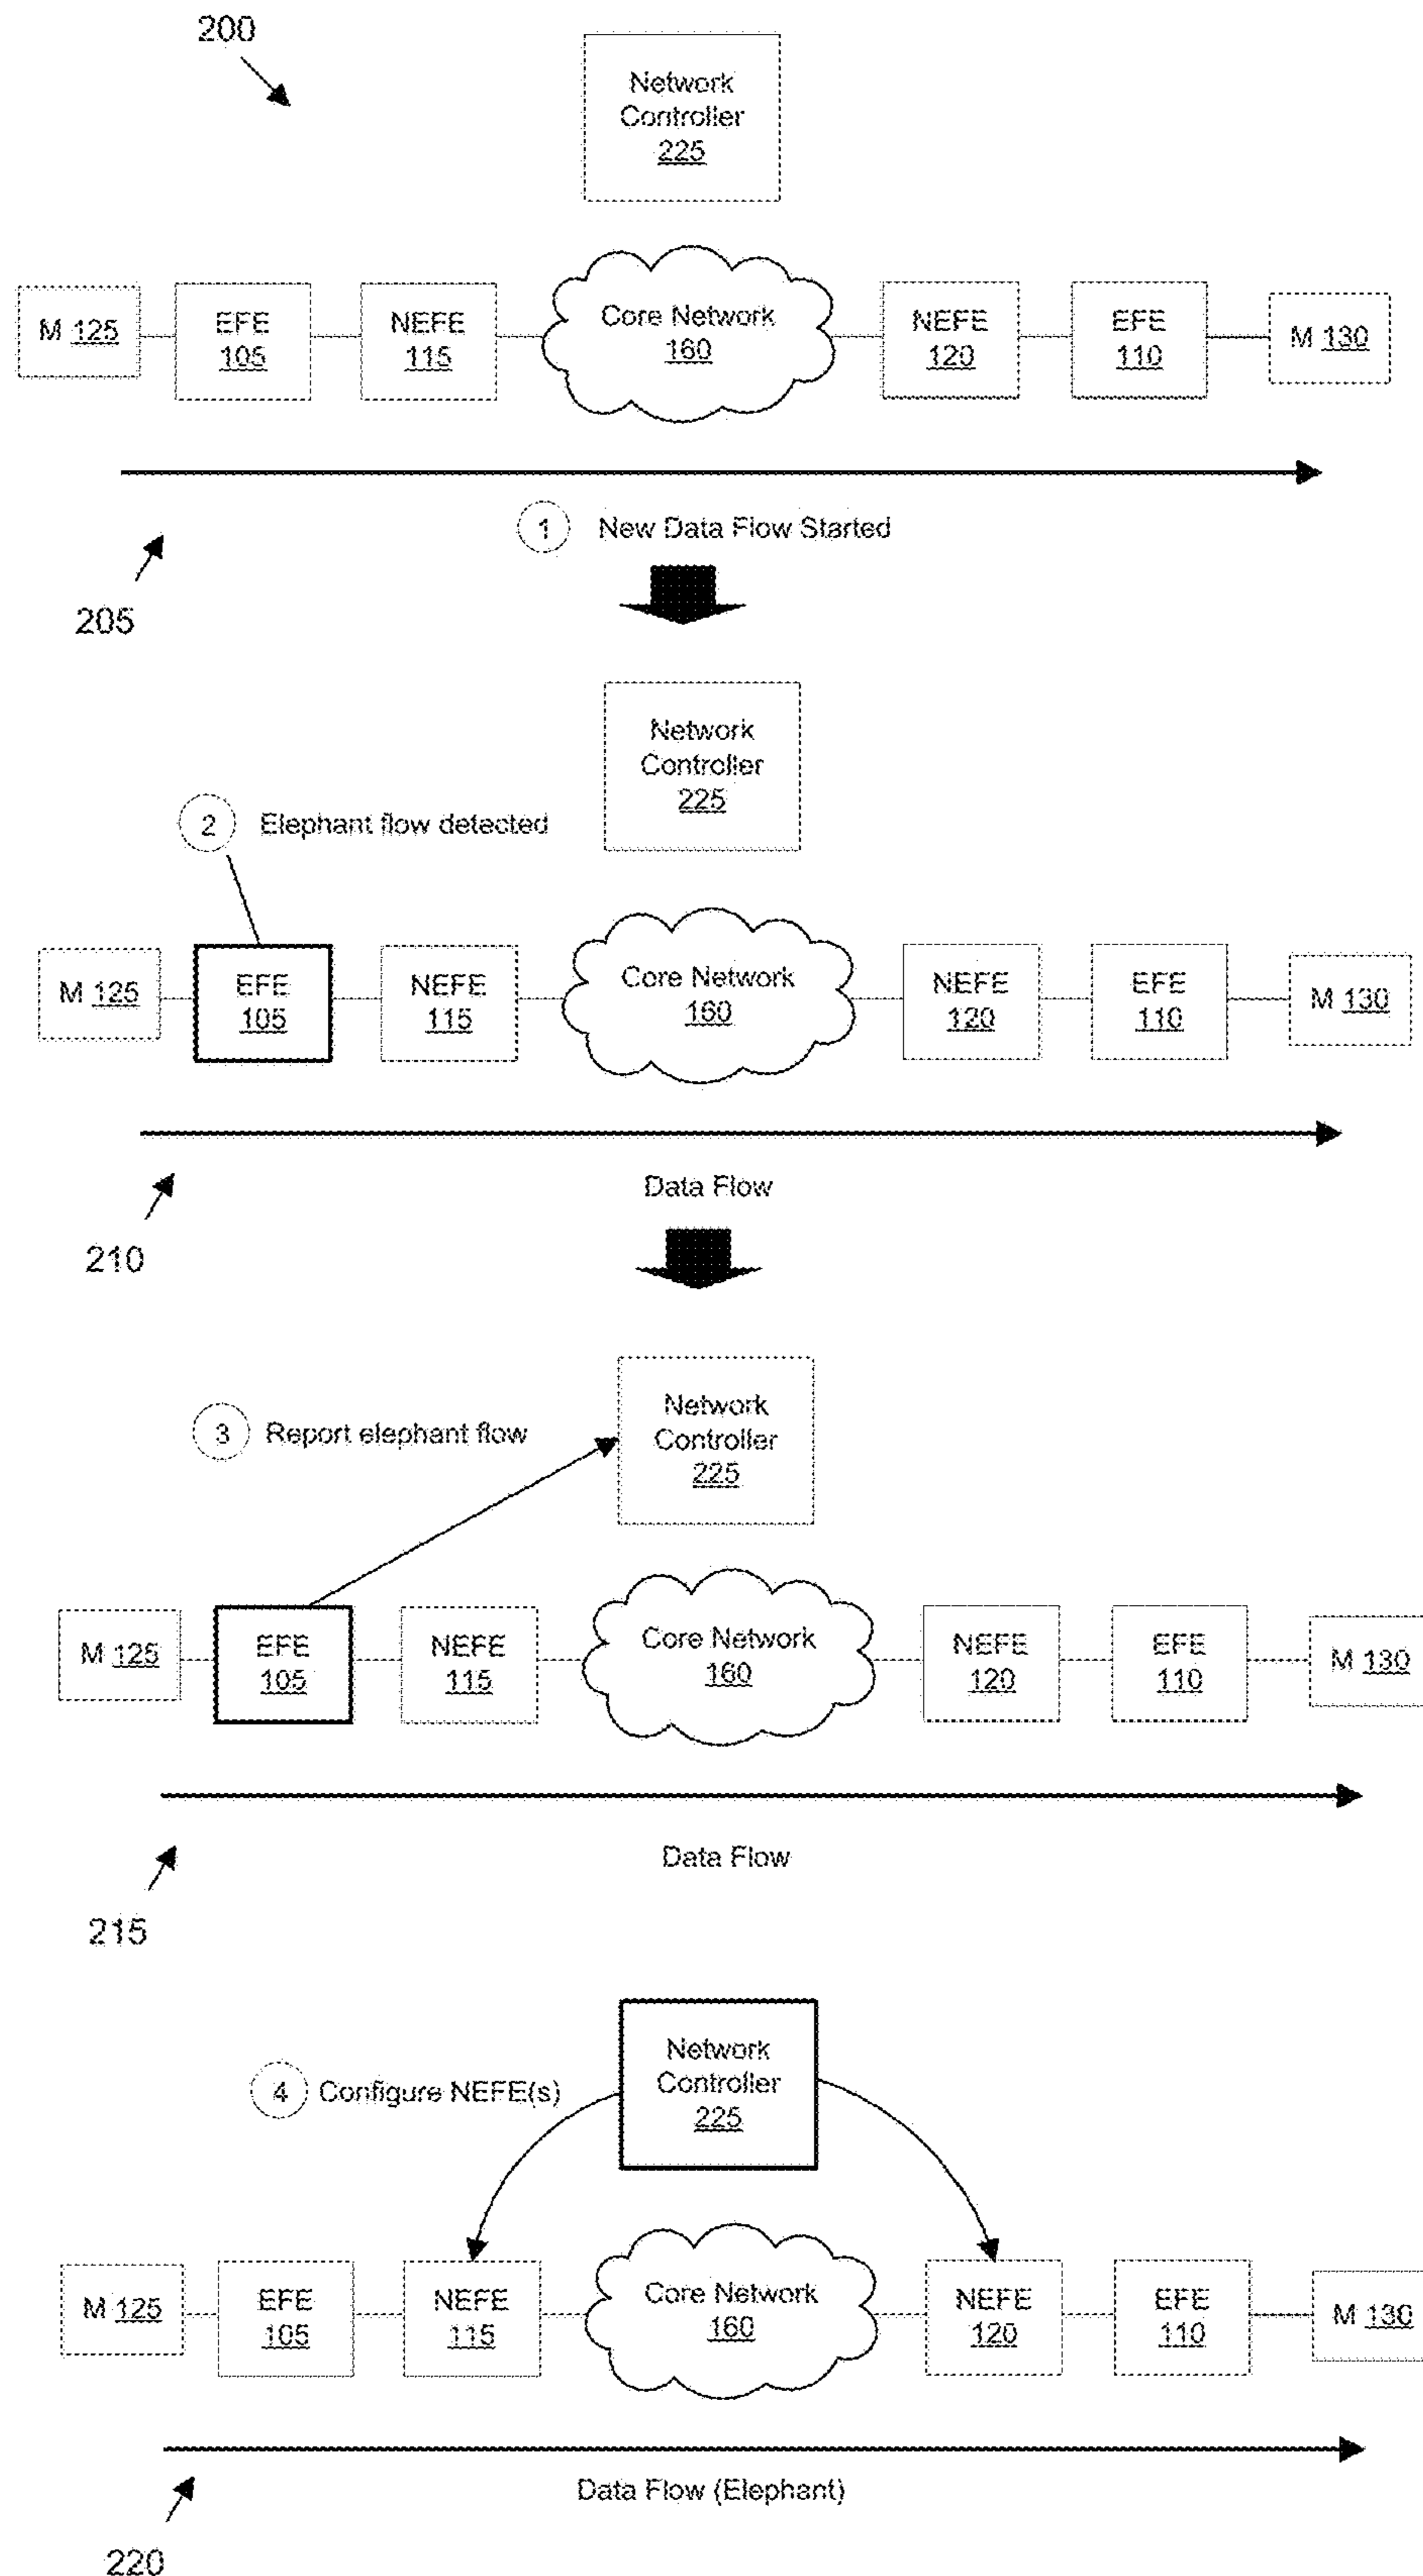 200
Network
Controller
225
M 125
EFE
105
NEFE
115
Core Network
160
NEFE
120
EFE
110
M 130
1 New Data Flow Started
205
Network
Controller
225
2 Elephant flow detected
M 125
EFE
105
NEFE
115
Core Network
160
NEFE
120
EFE
110
M 130
Data Flow
210
Network
Controller
225
3 Report elephant flow
M 125
EFE
105
NEFE
115
Core Network
160
NEFE
120
EFE
110
M 130
Data Flow
215
Network
Controller
225
4 Configure NEFE(s)
M 125
EFE
105
NEFE
115
Core Network
160
NEFE
120
EFE
110
M 130
Data Flow (Elephant)
220